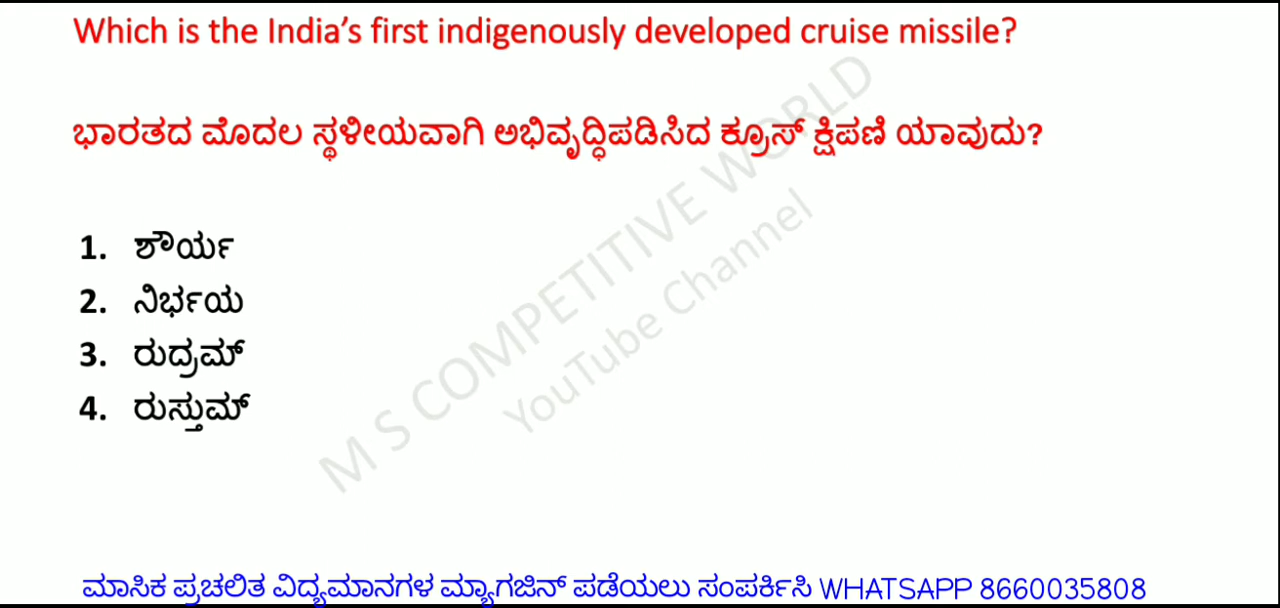 Which is the India’s first indigenously developed cruise missile?
ಭಾರತದ ಮೊದಲ ಸ್ಥಳೀಯವಾಗಿ ಅಭಿವೃದ್ಧಿಪಡಿಸಿದ ಕ್ರೂಸ್ ಕ್ಷಿಪಣಿ ಯಾವುದು?
1. ಶೌರ್ಯ
2. ನಿರ್ಭಯ
3. ರುದ್ರಮ್
4. ರುಸ್ತುಮ್
M S COMPETITIVE WORLD
YouTube Channel
ಮಾಸಿಕ ಪ್ರಚಲಿತ ವಿದ್ಯಮಾನಗಳ ಮ್ಯಾಗಜಿನ್ ಪಡೆಯಲು ಸಂಪರ್ಕಿಸಿ WHATSAPP 8660035808